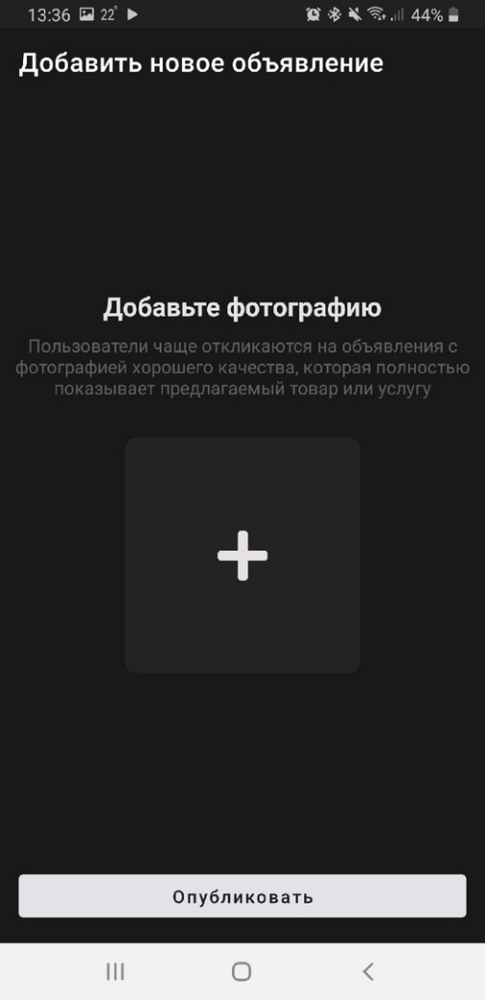 13:36 22° 44%
Добавить новое объявление
Добавьте фотографию
Пользователи чаще откликаются на объявления с
фотографией хорошего качества, которая полностью
показывает предлагаемый товар или услугу
Опубликовать